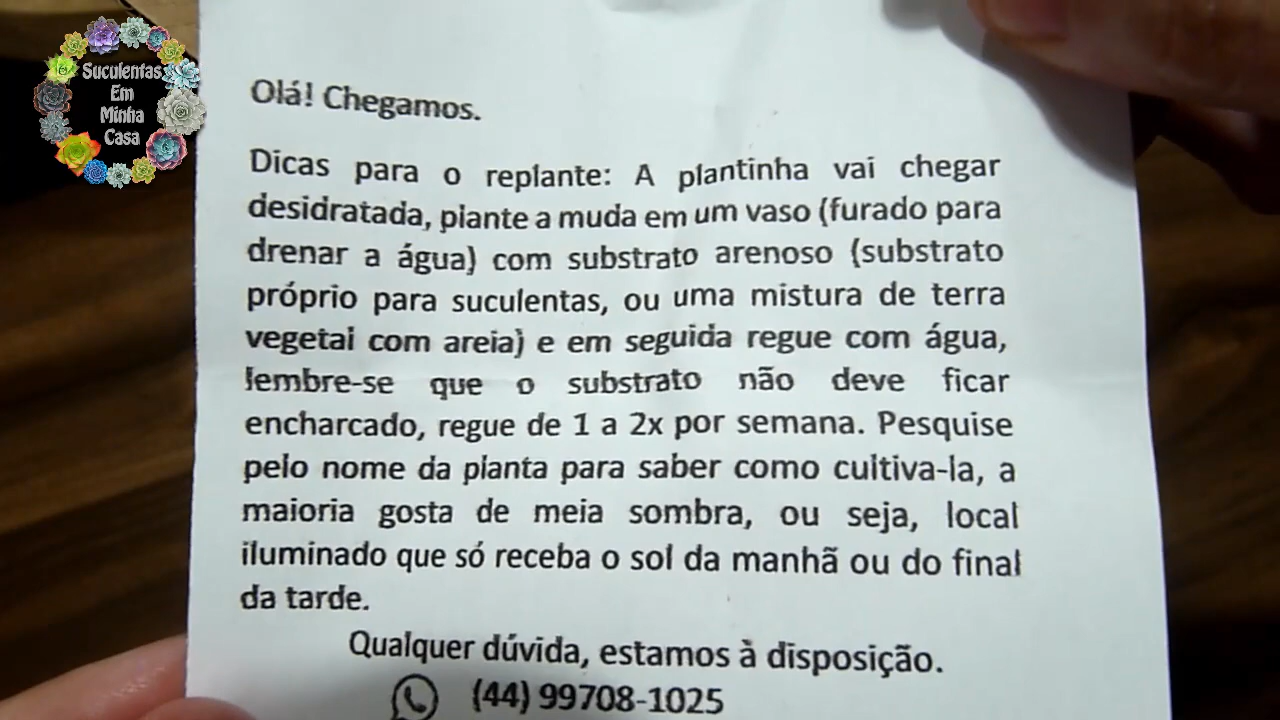 Suculentas
Em
Minha
Casa
Olá! Chegamos.
Dicas para o replante: A plantinha vai chegar
desidratada, plante a muda em um vaso (furado para
drenar a água) com substrato arenoso (substrato
próprio para suculentas, ou uma mistura de terra
vegetal com areia) e em seguida regue com água,
lembre-se que o substrato não deve ficar
encharcado, regue de 1 a 2x por semana. Pesquise
pelo nome da planta para saber como cultiva-la, a
maioria gosta de meia sombra, ou seja, local
iluminado que só receba o sol da manhã ou do final
da tarde.
Qualquer dúvida, estamos à disposição.
(44) 99708-1025